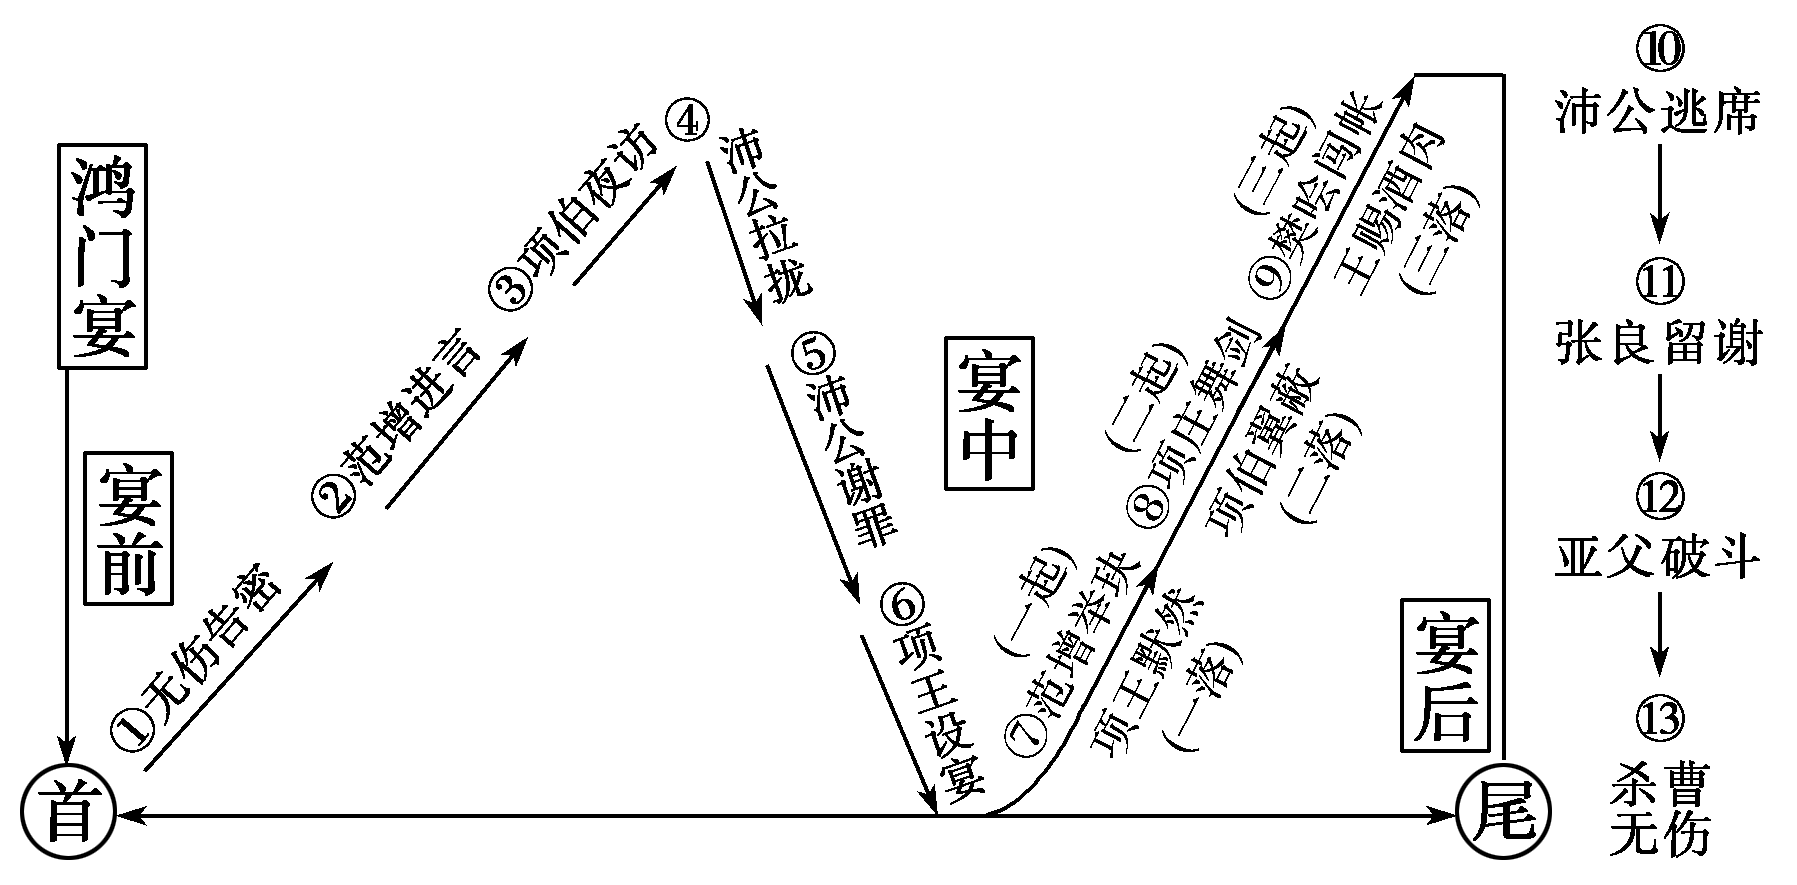 鸿门宴
宴前
首
①无伤告密
②范增进言
③项伯夜访
④沛公拉拢
⑤沛公谢罪
⑥项王设宴
宴中
⑦范增举玦
(一起)
项王默然
(一落)
⑧项庄舞剑
(二起)
项伯翼蔽
(二落)
⑨樊哙闯帐
(三起)
王赐酒肉
(三落)
宴后
尾
⑩
沛公逃席
⑪
张良留谢
⑫
亚父破斗
⑬
杀曹
无伤